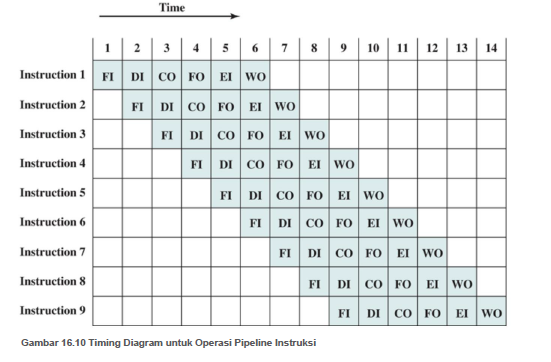 Time
1 2 3 4 5 6 7 8 9 10 11 12 13 14
Instruction 1 FI DI CO FO EI WO
Instruction 2 FI DI CO FO EI WO
Instruction 3 FI DI CO FO EI WO
Instruction 4 FI DI CO FO EI WO
Instruction 5 FI DI CO FO EI WO
Instruction 6 FI DI CO FO EI WO
Instruction 7 FI DI CO FO EI WO
Instruction 8 FI DI CO FO EI WO
Instruction 9 FI DI CO FO EI WO
Gambar 16.10 Timing Diagram untuk Operasi Pipeline Instruksi